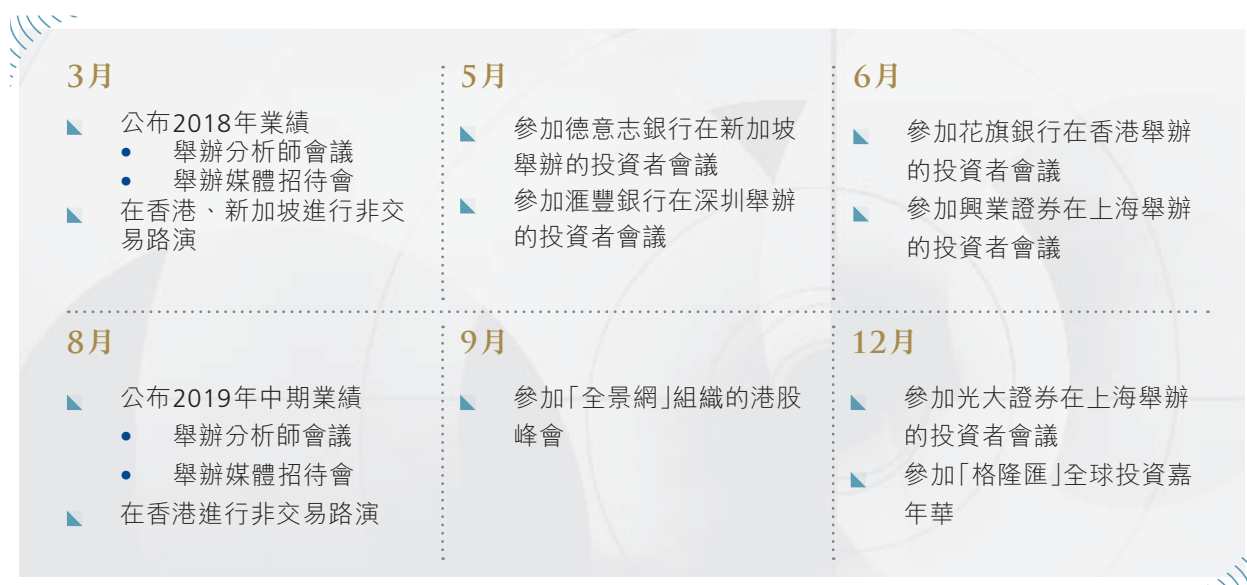 3月
公布2018年業績
• 舉辦分析師會議
• 舉辦媒體招待會
在香港、新加坡進行非交
易路演
5月
參加德意志銀行在新加坡
舉辦的投資者會議
參加滙豐銀行在深圳舉辦
的投資者會議
6月
參加花旗銀行在香港舉辦
的投資者會議
參加興業證券在上海舉辦
的投資者會議
8月
公布2019年中期業績
• 舉辦分析師會議
• 舉辦媒體招待會
在香港進行非交易路演
9月
參加「全景網」組織的港股
峰會
12月
參加光大證券在上海舉辦
的投資者會議
參加「格隆匯」全球投資嘉
年華